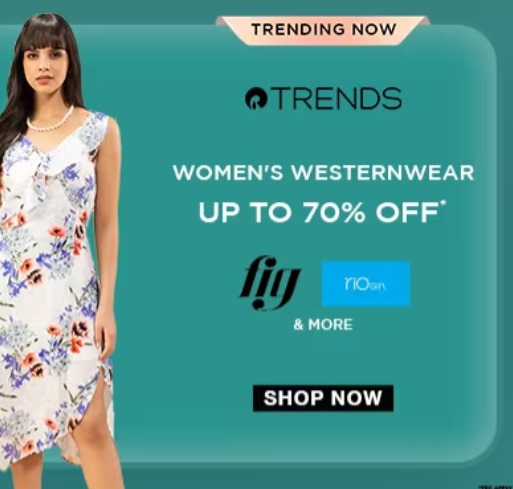 TRENDING NOW
TRENDS
WOMEN'S WESTERNWEAR
UP TO 70% OFF*
fig
rio
& MORE
SHOP NOW